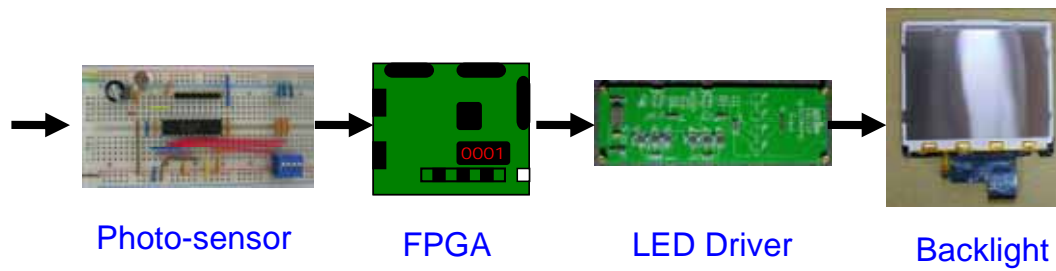 0001
Photo-sensor
FPGA
LED Driver
Backlight